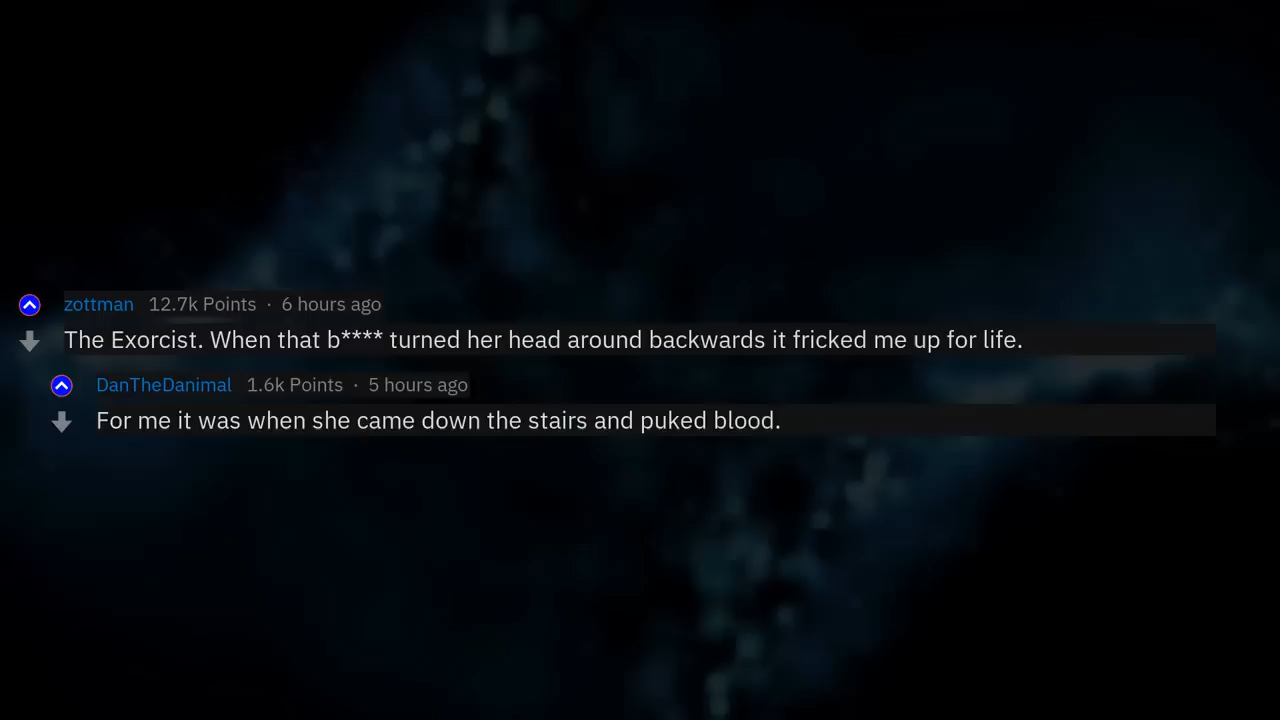 zottman 12.7k Points · 6 hours ago
The Exorcist. When that b**** turned her head around backwards it fricked me up for life.
DanTheDanimal 1.6k Points · 5 hours ago
For me it was when she came down the stairs and puked blood.